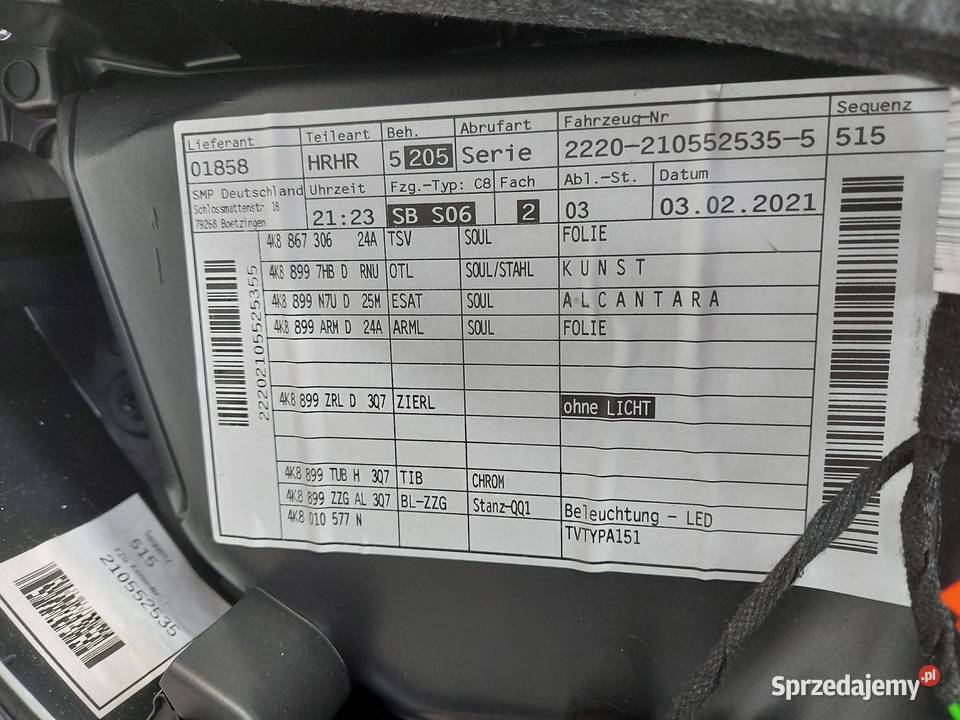 Lieferant Teileart Beh. Abrufart Fahrzeug-Nr Sequenz
01858 HRHR 5 205 Serie 2220-210552535-5 515
SMP Deutschland Uhrzeit Fzg.-Typ: C8 Fach Abl.-St. Datum
Schlossmattenstr. 18
79268 Boetzingen 21:23 SB S06 2 03 03.02.2021
4K8 867 306 24A TSV SOUL FOLIE
4K8 899 7HB D RNU OTL SOUL/STAHL KUNST
4K8 899 N7U D 25M ESAT SOUL ALCANTARA
4K8 899 ARM D 24A ARML SOUL FOLIE
4K8 899 ZRL D 3Q7 ZIERL ohne LICHT
4K8 899 TUB H 3Q7 TIB CHROM
4K8 899 ZZG AL 3Q7 BL-ZZG Stanz-QQ1 Beleuchtung - LED
4K8 010 577 N TVTYPA151
22202105525355
Sequenz:
515
210552535
Sprzedajemy.pl